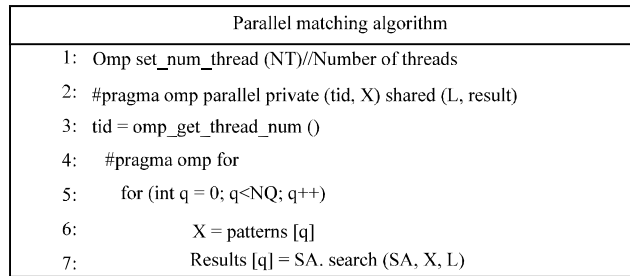 Parallel matching algorithm
1: Omp set_num_thread (NT)//Number of threads
2: #pragma omp parallel private (tid, X) shared (L, result)
3: tid = omp_get_thread_num ()
4: #pragma omp for
5: for (int q = 0; q<NQ; q++)
6: X = patterns [q]
7: Results [q] = SA. search (SA, X, L)